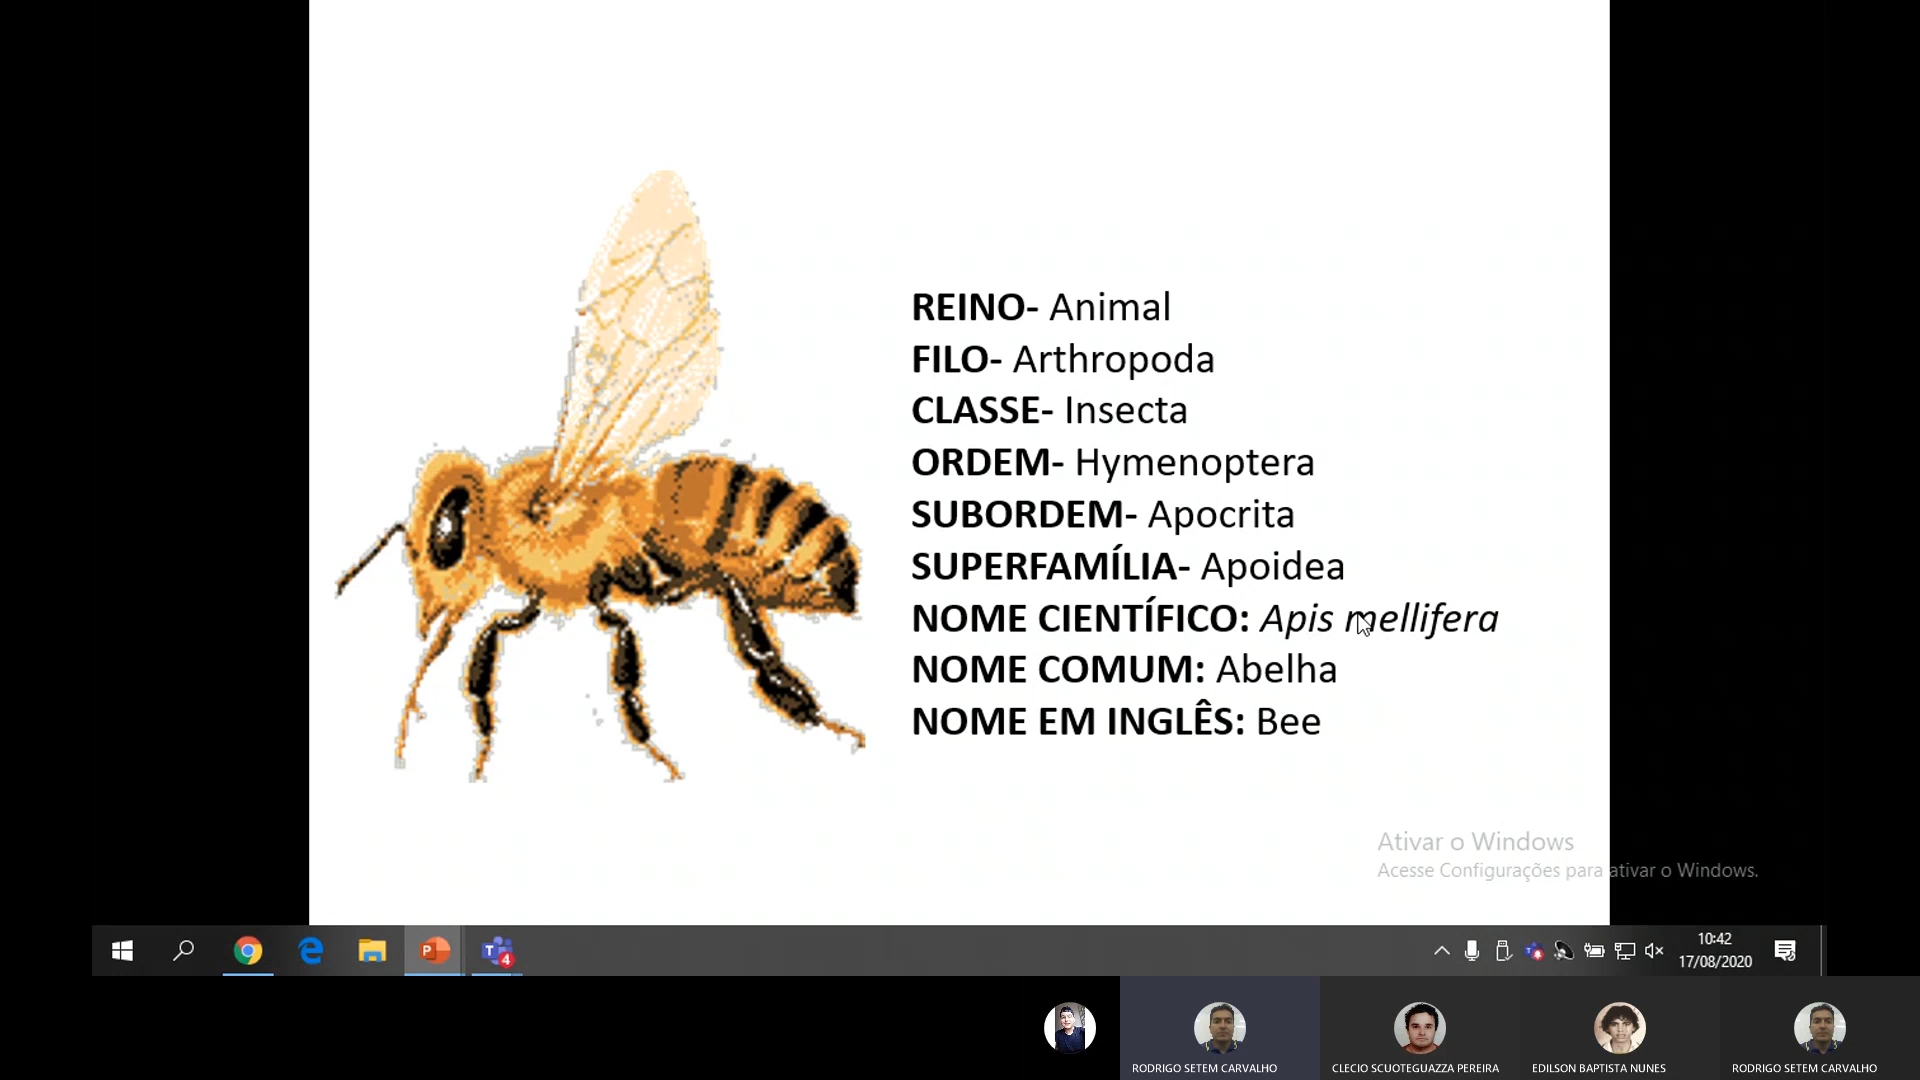 REINO- Animal
FILO- Arthropoda
CLASSE- Insecta
ORDEM- Hymenoptera
SUBORDEM- Apocrita
SUPERFAMÍLIA- Apoidea
NOME CIENTÍFICO: Apis mellifera
NOME COMUM: Abelha
NOME EM INGLÊS: Bee
Ativar o Windows
Acesse Configurações para ativar o Windows.
P
T
4
10:42
17/08/2020
RODRIGO SETEM CARVALHO
CLECIO SCUOTEGUAZZA PEREIRA
EDILSON BAPTISTA NUNES
RODRIGO SETEM CARVALHO